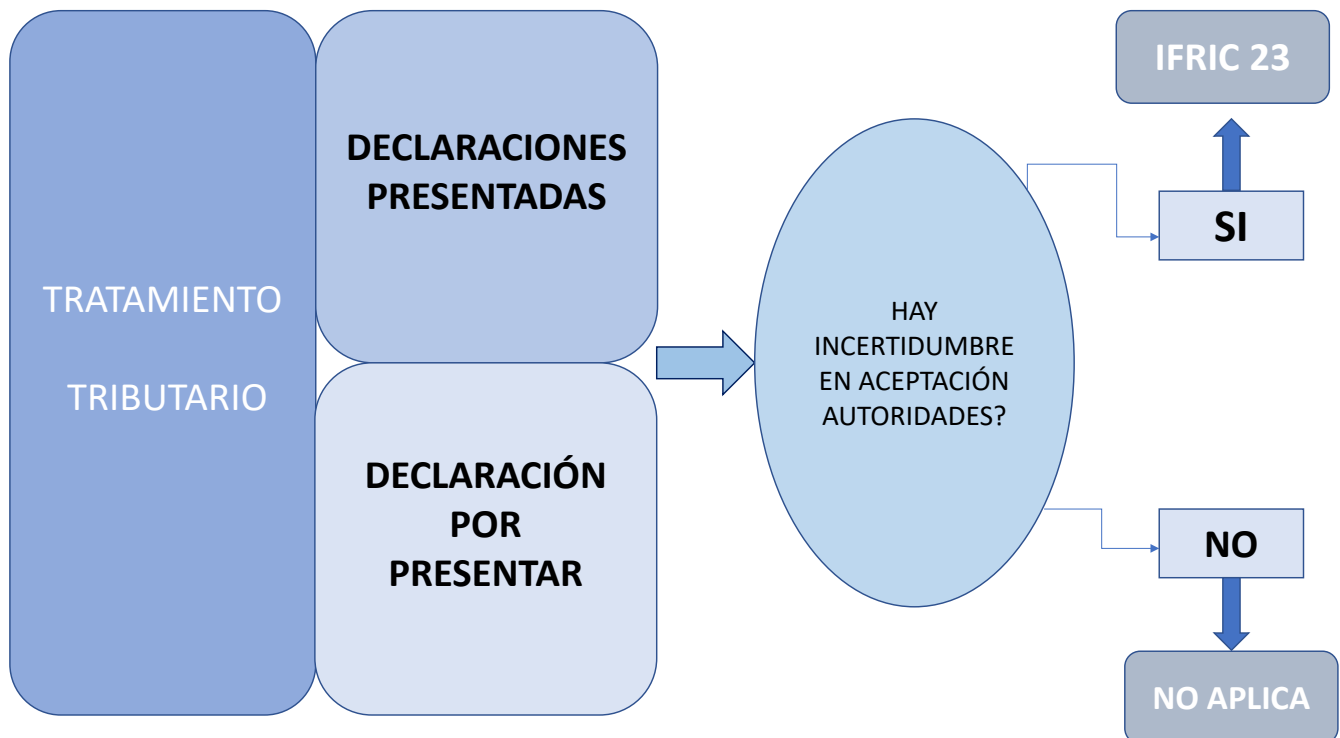 TRATAMIENTO
TRIBUTARIO
DECLARACIONES
PRESENTADAS
DECLARACIÓN
POR
PRESENTAR
HAY
INCERTIDUMBRE
EN ACEPTACIÓN
AUTORIDADES?
IFRIC 23
SI
NO
NO APLICA